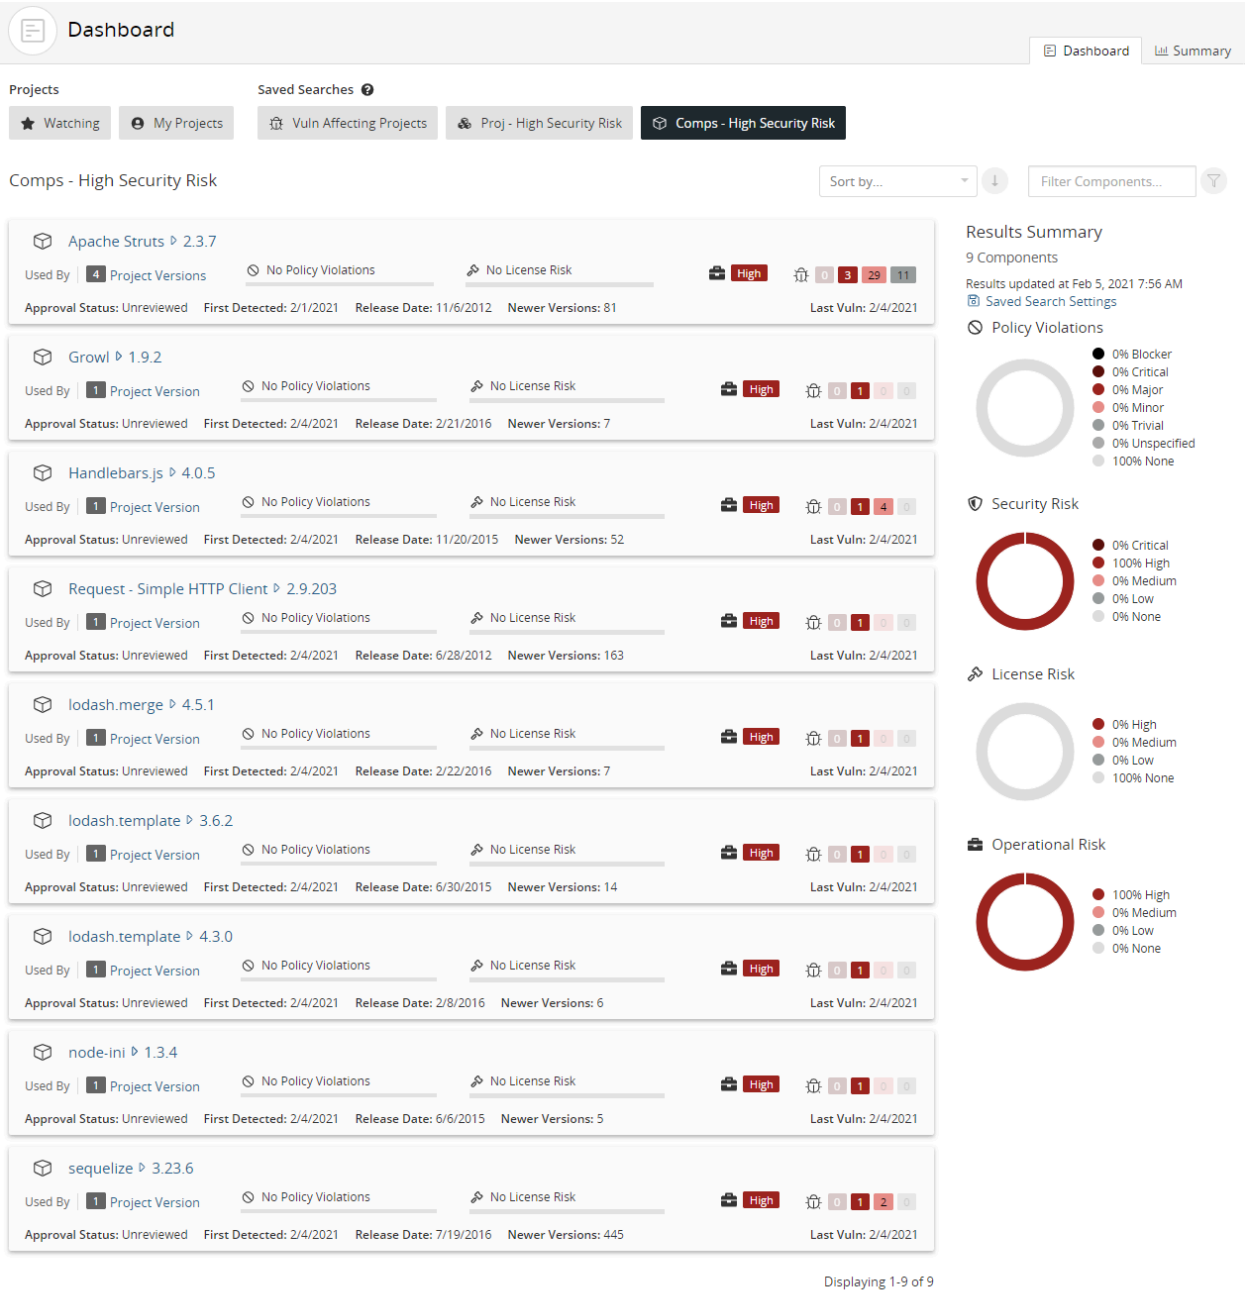 Dashboard
Dashboard Summary
Projects Saved Searches ?
Watching My Projects Vuln Affecting Projects Proj - High Security Risk Comps - High Security Risk
Comps - High Security Risk Sort by... Filter Components...
Apache Struts 2.3.7
Used By 4 Project Versions No Policy Violations No License Risk High 0 3 29 11
Approval Status: Unreviewed First Detected: 2/1/2021 Release Date: 11/6/2012 Newer Versions: 81 Last Vuln: 2/4/2021
Growl 1.9.2
Used By 1 Project Version No Policy Violations No License Risk High 0 1 0 0
Approval Status: Unreviewed First Detected: 2/4/2021 Release Date: 2/21/2016 Newer Versions: 7 Last Vuln: 2/4/2021
Handlebars.js 4.0.5
Used By 1 Project Version No Policy Violations No License Risk High 0 1 4 0
Approval Status: Unreviewed First Detected: 2/4/2021 Release Date: 11/20/2015 Newer Versions: 52 Last Vuln: 2/4/2021
Request - Simple HTTP Client 2.9.203
Used By 1 Project Version No Policy Violations No License Risk High 0 1 0 0
Approval Status: Unreviewed First Detected: 2/4/2021 Release Date: 6/28/2012 Newer Versions: 163 Last Vuln: 2/4/2021
lodash.merge 4.5.1
Used By 1 Project Version No Policy Violations No License Risk High 0 1 0 0
Approval Status: Unreviewed First Detected: 2/4/2021 Release Date: 2/22/2016 Newer Versions: 7 Last Vuln: 2/4/2021
lodash.template 3.6.2
Used By 1 Project Version No Policy Violations No License Risk High 0 1 0 0
Approval Status: Unreviewed First Detected: 2/4/2021 Release Date: 6/30/2015 Newer Versions: 14 Last Vuln: 2/4/2021
lodash.template 4.3.0
Used By 1 Project Version No Policy Violations No License Risk High 0 1 0 0
Approval Status: Unreviewed First Detected: 2/4/2021 Release Date: 2/8/2016 Newer Versions: 6 Last Vuln: 2/4/2021
node-ini 1.3.4
Used By 1 Project Version No Policy Violations No License Risk High 0 1 0 0
Approval Status: Unreviewed First Detected: 2/4/2021 Release Date: 6/6/2015 Newer Versions: 5 Last Vuln: 2/4/2021
sequelize 3.23.6
Used By 1 Project Version No Policy Violations No License Risk High 0 1 2 0
Approval Status: Unreviewed First Detected: 2/4/2021 Release Date: 7/19/2016 Newer Versions: 445 Last Vuln: 2/4/2021
Displaying 1-9 of 9
Results Summary
9 Components
Results updated at Feb 5, 2021 7:56 AM
Saved Search Settings
Policy Violations
0% Blocker
0% Critical
0% Major
0% Minor
0% Trivial
0% Unspecified
100% None
Security Risk
0% Critical
100% High
0% Medium
0% Low
0% None
License Risk
0% High
0% Medium
0% Low
100% None
Operational Risk
100% High
0% Medium
0% Low
0% None